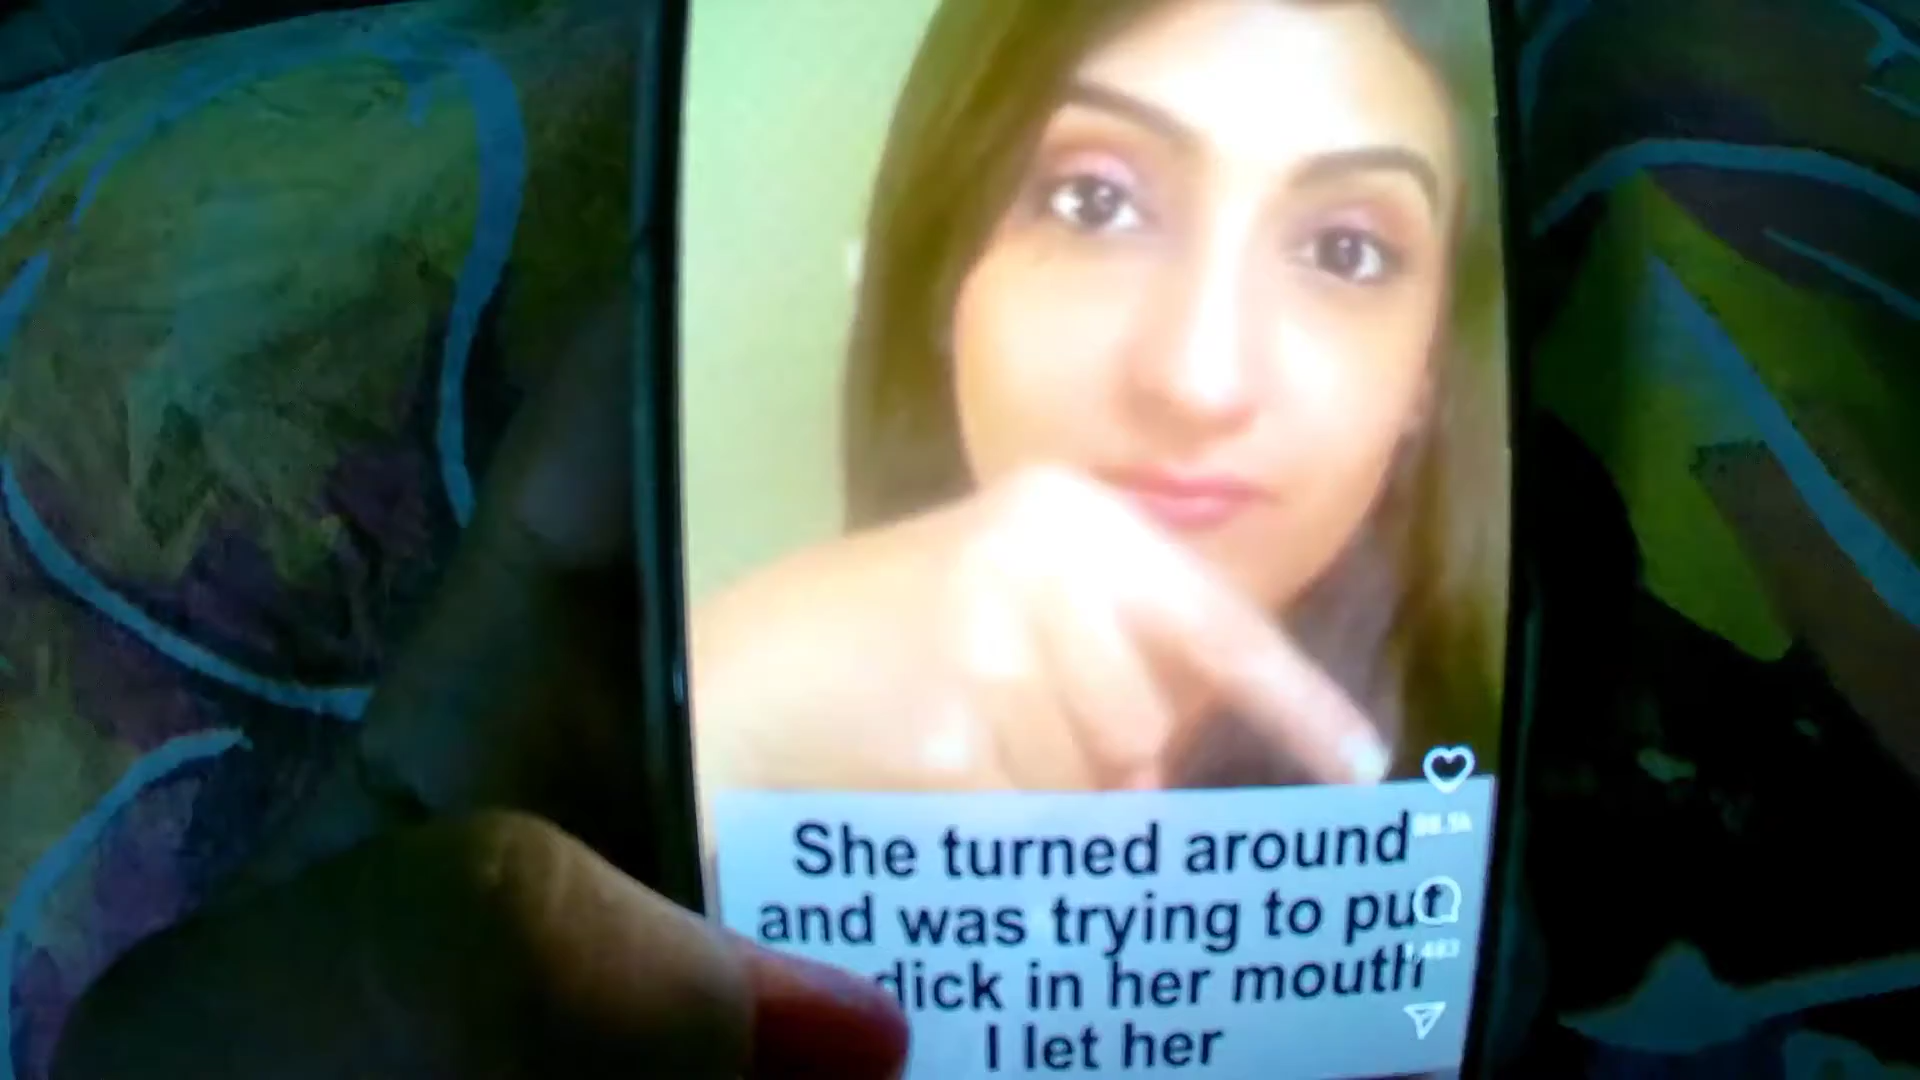 She turned around
and was trying to put
dick in her mouth
I let her